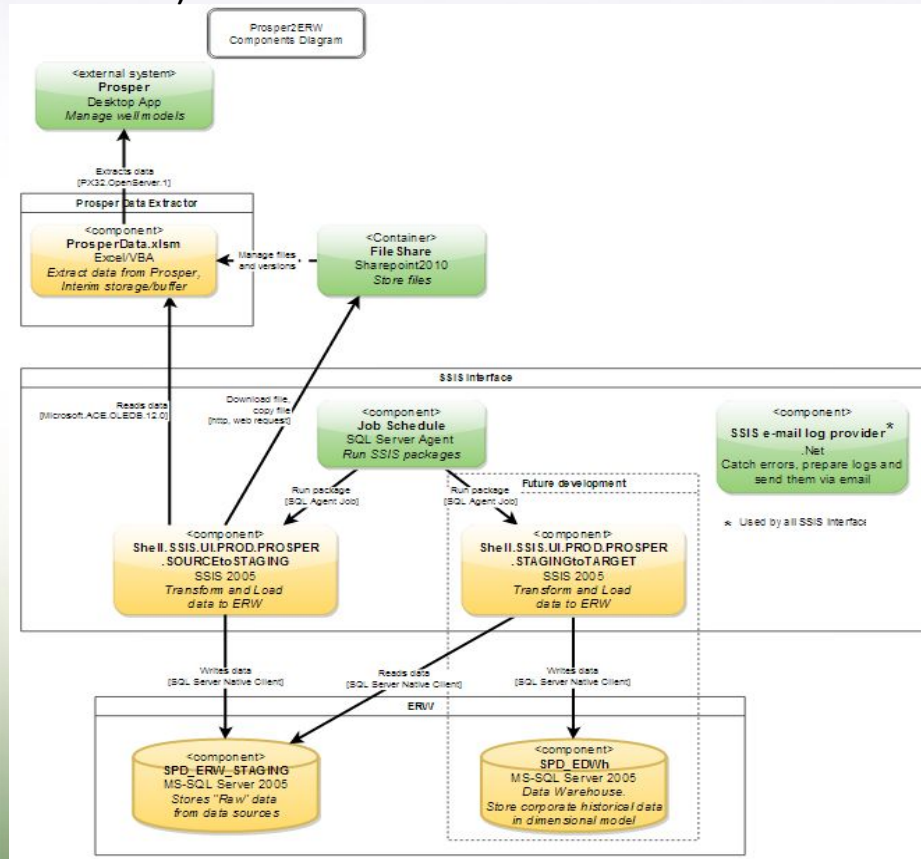 Prosper2ERW
Components Diagram
<external system>
Prosper
Desktop App
Manage well models
Extracts data
[PX32.OpenServer.1]
Prosper Data Extractor
<component>
ProsperData.xlsm
Excel/VBA
Extract data from Prosper,
Interim storage/buffer
Manage files
and versions
<Container>
File Share
Sharepoint2010
Store files
SSIS Interface
Reads data
[Microsoft.ACE.OLEDB.12.0]
Download file,
copy file
[http, web request]
<component>
Job Schedule
SQL Server Agent
Run SSIS packages
<component>
SSIS e-mail log provider*
.Net
Catch errors, prepare logs and
send them via email
* Used by all SSIS Interface
Run package
[SQL Agent Job]
Run package
[SQL Agent Job]
Future development
<component>
Shell.SSIS.UI.PROD.PROSPER
.SOURCEtoSTAGING
SSIS 2005
Transform and Load
data to ERW
<component>
Shell.SSIS.UI.PROD.PROSPER
.STAGINGtoTARGET
SSIS 2005
Transform and Load
data to ERW
Writes data
[SQL Server Native Client]
Reads data
[SQL Server Native Client]
Writes data
[SQL Server Native Client]
ERW
<component>
SPD_ERW_STAGING
MS-SQL Server 2005
Stores "Raw" data
from data sources
<component>
SPD_EDWh
MS-SQL Server 2005
Data Warehouse.
Store corporate historical data
in dimensional model